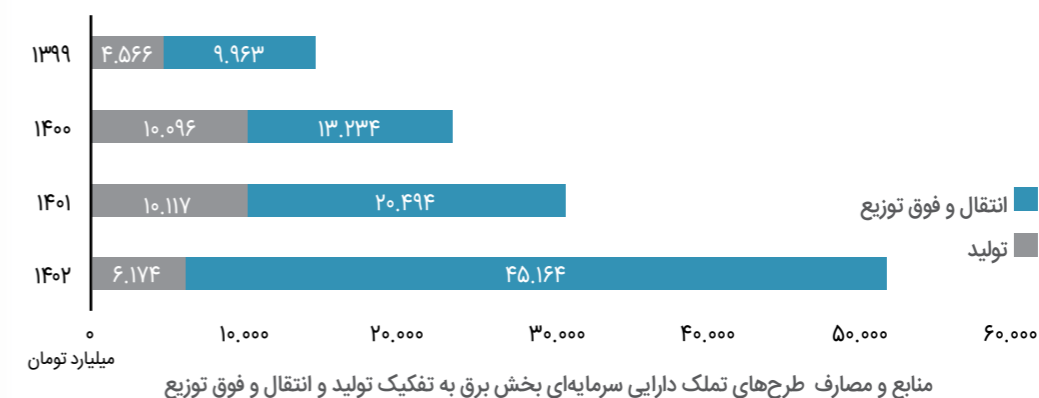 ۱۳۹۹ ۴.۵۶۶ ۹.۹۶۳
۱۴۰۰ ۱۰.۰۹۶ ۱۳.۲۳۴
۱۴۰۱ ۱۰.۱۱۷ ۲۰.۴۹۴
۱۴۰۲ ۶.۱۷۴ ۴۵.۱۶۴
انتقال و فوق توزیع
تولید
۰ ۱۰.۰۰۰ ۲۰.۰۰۰ ۳۰.۰۰۰ ۴۰.۰۰۰ ۵۰.۰۰۰ ۶۰.۰۰۰
میلیارد تومان
منابع و مصارف طرح‌های تملک دارایی سرمایه‌ای بخش برق به تفکیک تولید و انتقال و فوق توزیع